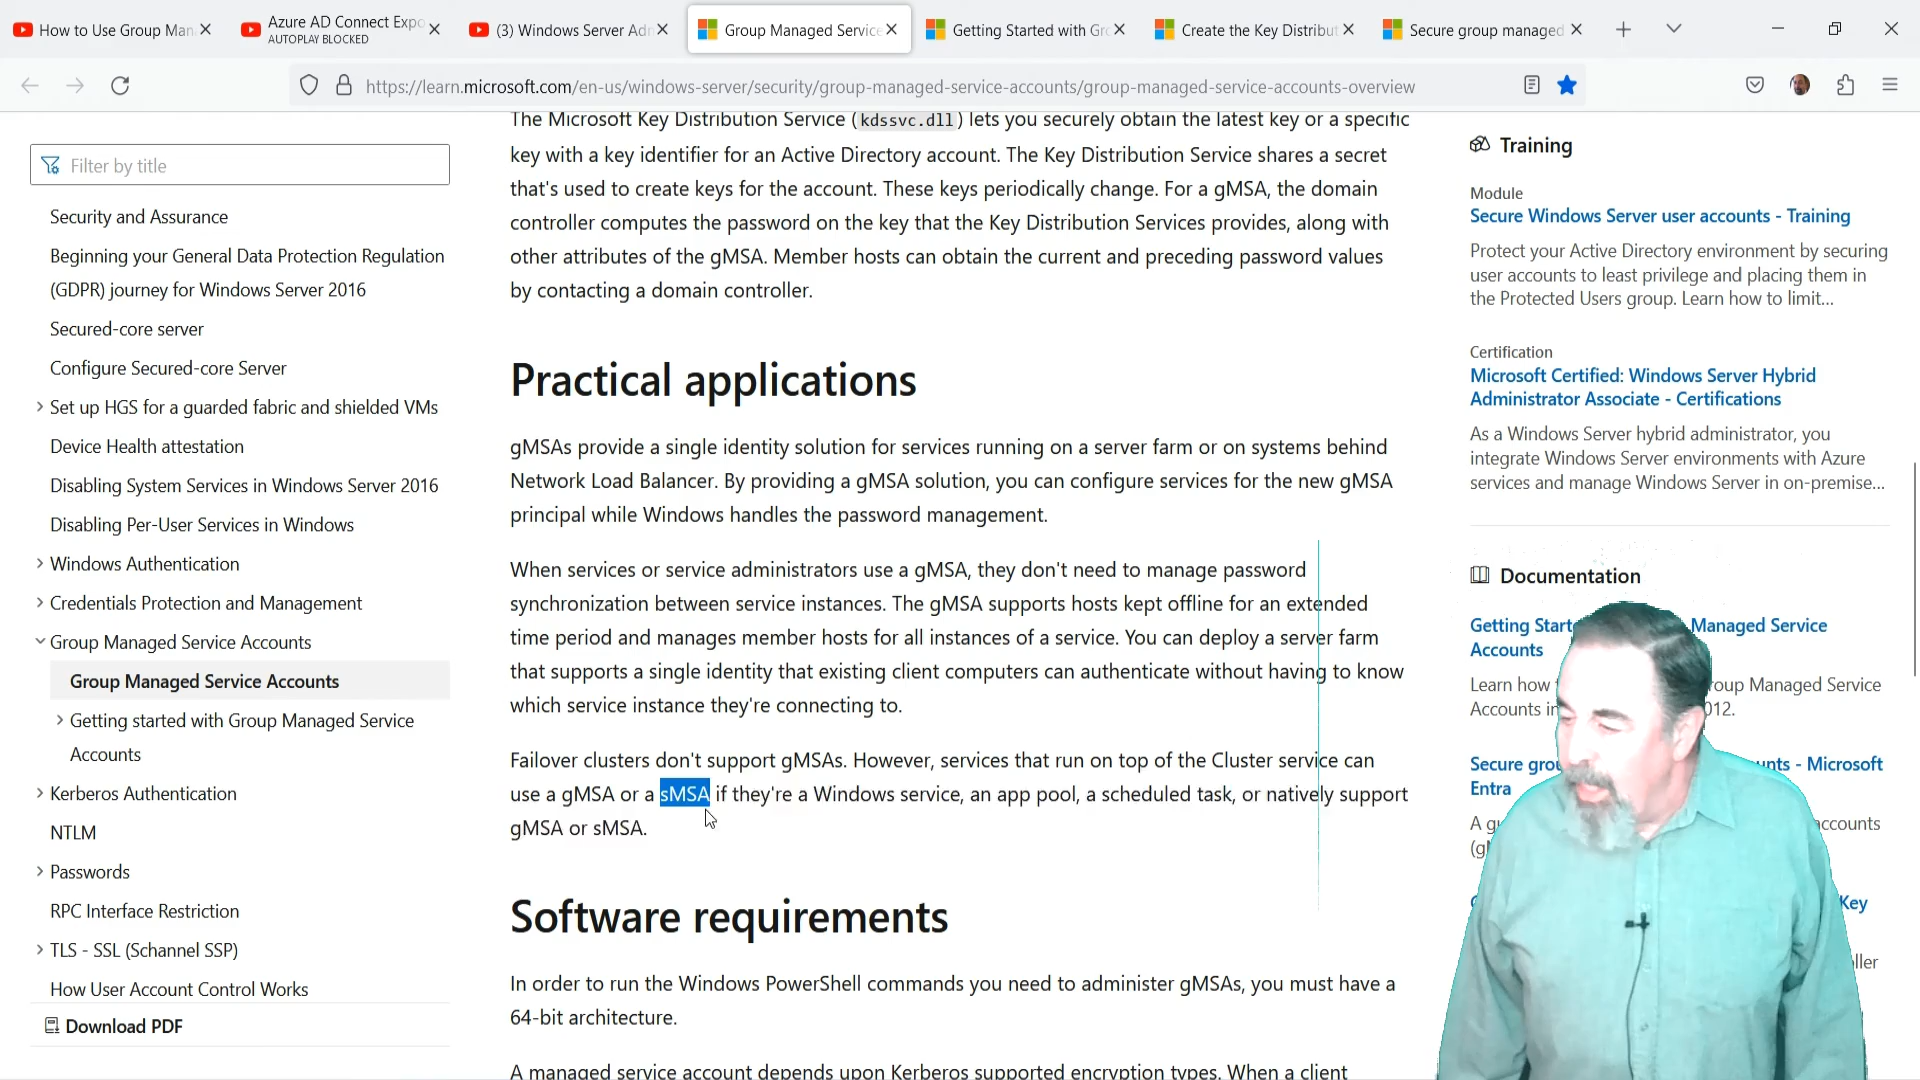 How to Use Group Man
Azure AD Connect Expo
AUTOPLAY BLOCKED
(3) Windows Server Adr
Group Managed Service
Getting Started with Gr
Create the Key Distribut
Secure group managed
https://learn.microsoft.com/en-us/windows-server/security/group-managed-service-accounts/group-managed-service-accounts-overview
Filter by title
Security and Assurance
Beginning your General Data Protection Regulation
(GDPR) journey for Windows Server 2016
Secured-core server
Configure Secured-core Server
Set up HGS for a guarded fabric and shielded VMs
Device Health attestation
Disabling System Services in Windows Server 2016
Disabling Per-User Services in Windows
Windows Authentication
Credentials Protection and Management
Group Managed Service Accounts
Group Managed Service Accounts
Getting started with Group Managed Service
Accounts
Kerberos Authentication
NTLM
Passwords
RPC Interface Restriction
TLS - SSL (Schannel SSP)
How User Account Control Works
Download PDF
The Microsoft Key Distribution Service (kdssvc.dll) lets you securely obtain the latest key or a specific
key with a key identifier for an Active Directory account. The Key Distribution Service shares a secret
that's used to create keys for the account. These keys periodically change. For a gMSA, the domain
controller computes the password on the key that the Key Distribution Services provides, along with
other attributes of the gMSA. Member hosts can obtain the current and preceding password values
by contacting a domain controller.
Practical applications
gMSAs provide a single identity solution for services running on a server farm or on systems behind
Network Load Balancer. By providing a gMSA solution, you can configure services for the new gMSA
principal while Windows handles the password management.
When services or service administrators use a gMSA, they don't need to manage password
synchronization between service instances. The gMSA supports hosts kept offline for an extended
time period and manages member hosts for all instances of a service. You can deploy a server farm
that supports a single identity that existing client computers can authenticate without having to know
which service instance they're connecting to.
Failover clusters don't support gMSAs. However, services that run on top of the Cluster service can
use a gMSA or a sMSA if they're a Windows service, an app pool, a scheduled task, or natively support
gMSA or sMSA.
Software requirements
In order to run the Windows PowerShell commands you need to administer gMSAs, you must have a
64-bit architecture.
A managed service account depends upon Kerberos supported encryption types. When a client
Training
Module
Secure Windows Server user accounts - Training
Protect your Active Directory environment by securing
user accounts to least privilege and placing them in
the Protected Users group. Learn how to limit...
Certification
Microsoft Certified: Windows Server Hybrid
Administrator Associate - Certifications
As a Windows Server hybrid administrator, you
integrate Windows Server environments with Azure
services and manage Windows Server in on-premise...
Documentation
Getting Start Managed Service
Accounts
Learn how roup Managed Service
Accounts in 012.
Secure grou unts - Microsoft
Entra
A g ccounts
(g
Key
ller